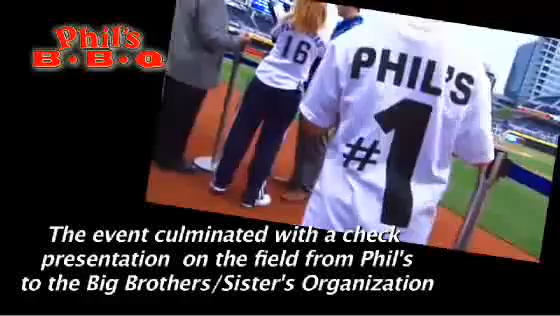 Phil's
B•B•Q
16
PHIL'S
#1
The event culminated with a check
presentation on the field from Phil's
to the Big Brothers/Sister's Organization